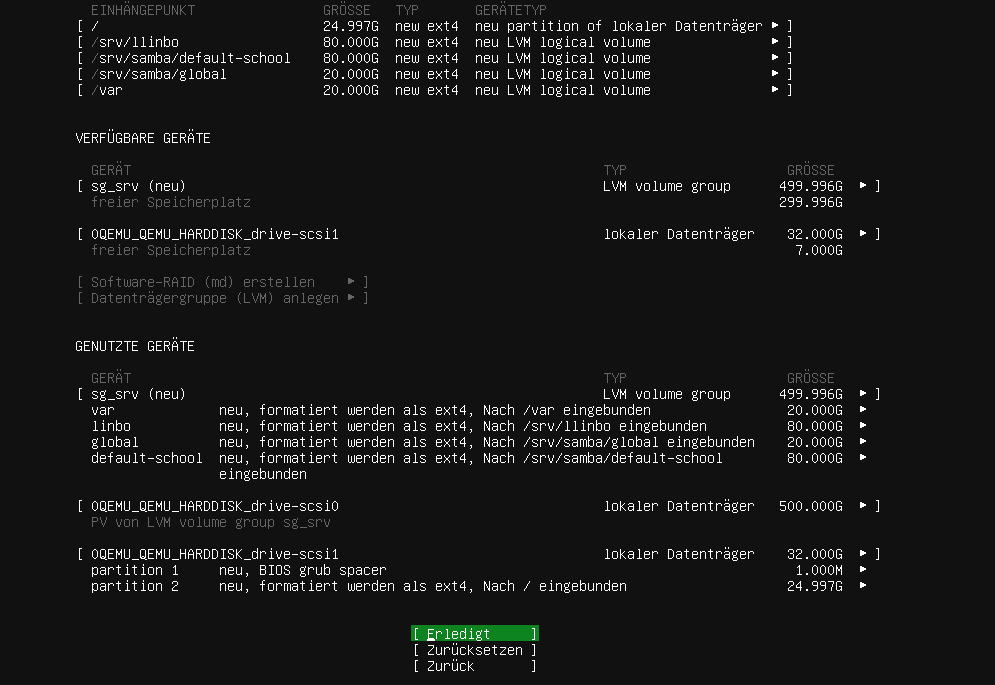 EINHÄNGEPUNKT GRÖSSE TYP GERÄTETYP
[ / 24.997G new ext4 neu partition of lokaler Datenträger ▸ ]
[ /srv/llinbo 80.000G new ext4 neu LVM logical volume ▸ ]
[ /srv/samba/default-school 80.000G new ext4 neu LVM logical volume ▸ ]
[ /srv/samba/global 20.000G new ext4 neu LVM logical volume ▸ ]
[ /var 20.000G new ext4 neu LVM logical volume ▸ ]
VERFÜGBARE GERÄTE
GERÄT TYP GRÖSSE
[ sg_srv (neu) LVM volume group 499.996G ▸ ]
freier Speicherplatz 299.996G
[ 0QEMU_QEMU_HARDDISK_drive-scsi1 lokaler Datenträger 32.000G ▸ ]
freier Speicherplatz 7.000G
[ Software-RAID (md) erstellen ▸ ]
[ Datenträgergruppe (LVM) anlegen ▸ ]
GENUTZTE GERÄTE
GERÄT TYP GRÖSSE
[ sg_srv (neu) LVM volume group 499.996G ▸ ]
var neu, formatiert werden als ext4, Nach /var eingebunden 20.000G ▸
linbo neu, formatiert werden als ext4, Nach /srv/llinbo eingebunden 80.000G ▸
global neu, formatiert werden als ext4, Nach /srv/samba/global eingebunden 20.000G ▸
default-school neu, formatiert werden als ext4, Nach /srv/samba/default-school 80.000G ▸
eingebunden
[ 0QEMU_QEMU_HARDDISK_drive-scsi0 lokaler Datenträger 500.000G ▸ ]
PV von LVM volume group sg_srv
[ 0QEMU_QEMU_HARDDISK_drive-scsi1 lokaler Datenträger 32.000G ▸ ]
partition 1 neu, BIOS grub spacer 1.000M ▸
partition 2 neu, formatiert werden als ext4, Nach / eingebunden 24.997G ▸
[ Erledigt ]
[ Zurücksetzen ]
[ Zurück ]